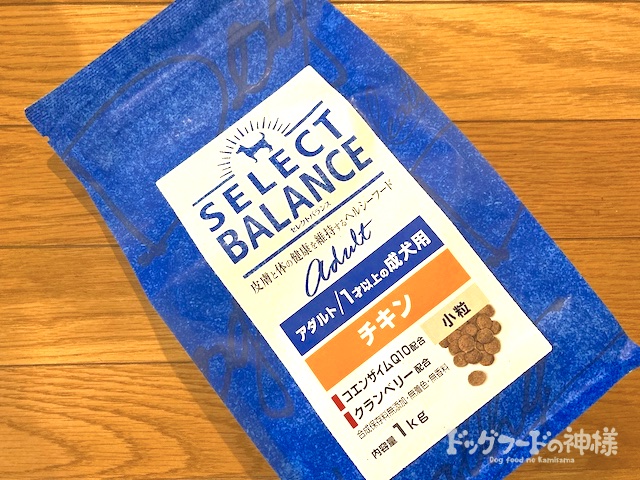 Dog
SELECT
BALANCE
セレクトバランス
皮膚と体の健康を維持するヘルシーフード
adult
アダルト/1才以上の成犬用
チキン
小粒
コエンザイムQ10配合
クランベリー配合
合成保存料無添加・無着色・無香料
内容量1kg
ドッグフードの神様
Dog food no Kamisama